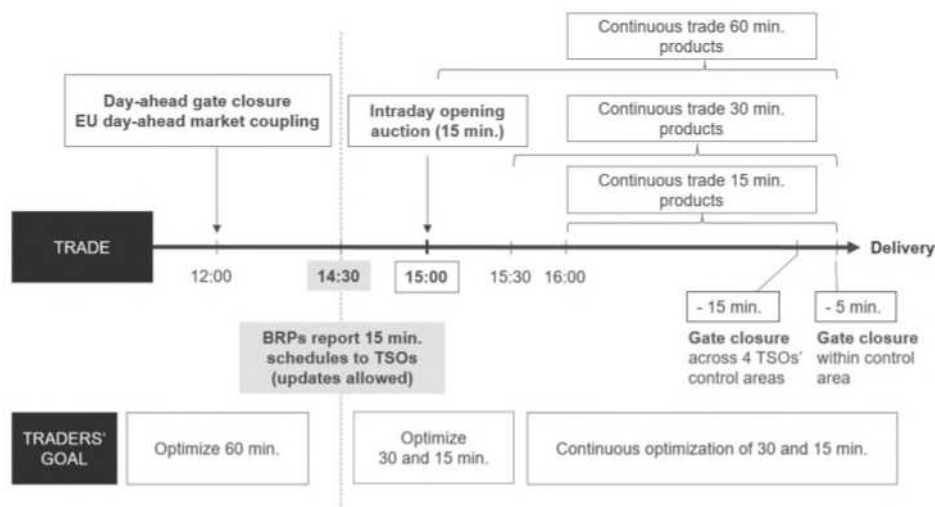 Continuous trade 60 min.
products
Day-ahead gate closure
EU day-ahead market coupling
Intraday opening
auction (15 min.)
Continuous trade 30 min.
products
Continuous trade 15 min.
products
TRADE
Delivery
12:00
14:30
15:00
15:30
16:00
- 15 min.
- 5 min.
BRPs report 15 min.
schedules to TSOs
(updates allowed)
Gate closure
across 4 TSOs'
control areas
Gate closure
within control
area
TRADERS'
GOAL
Optimize 60 min.
Optimize
30 and 15 min.
Continuous optimization of 30 and 15 min.